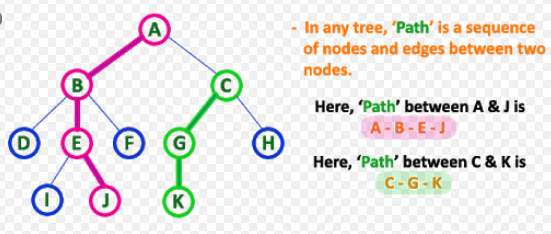 A
B
C
D
E
F
G
H
I
J
K
- In any tree, ‘Path’ is a sequence
of nodes and edges between two
nodes.
Here, ‘Path’ between A & J is
A - B - E - J
Here, ‘Path’ between C & K is
C - G - K